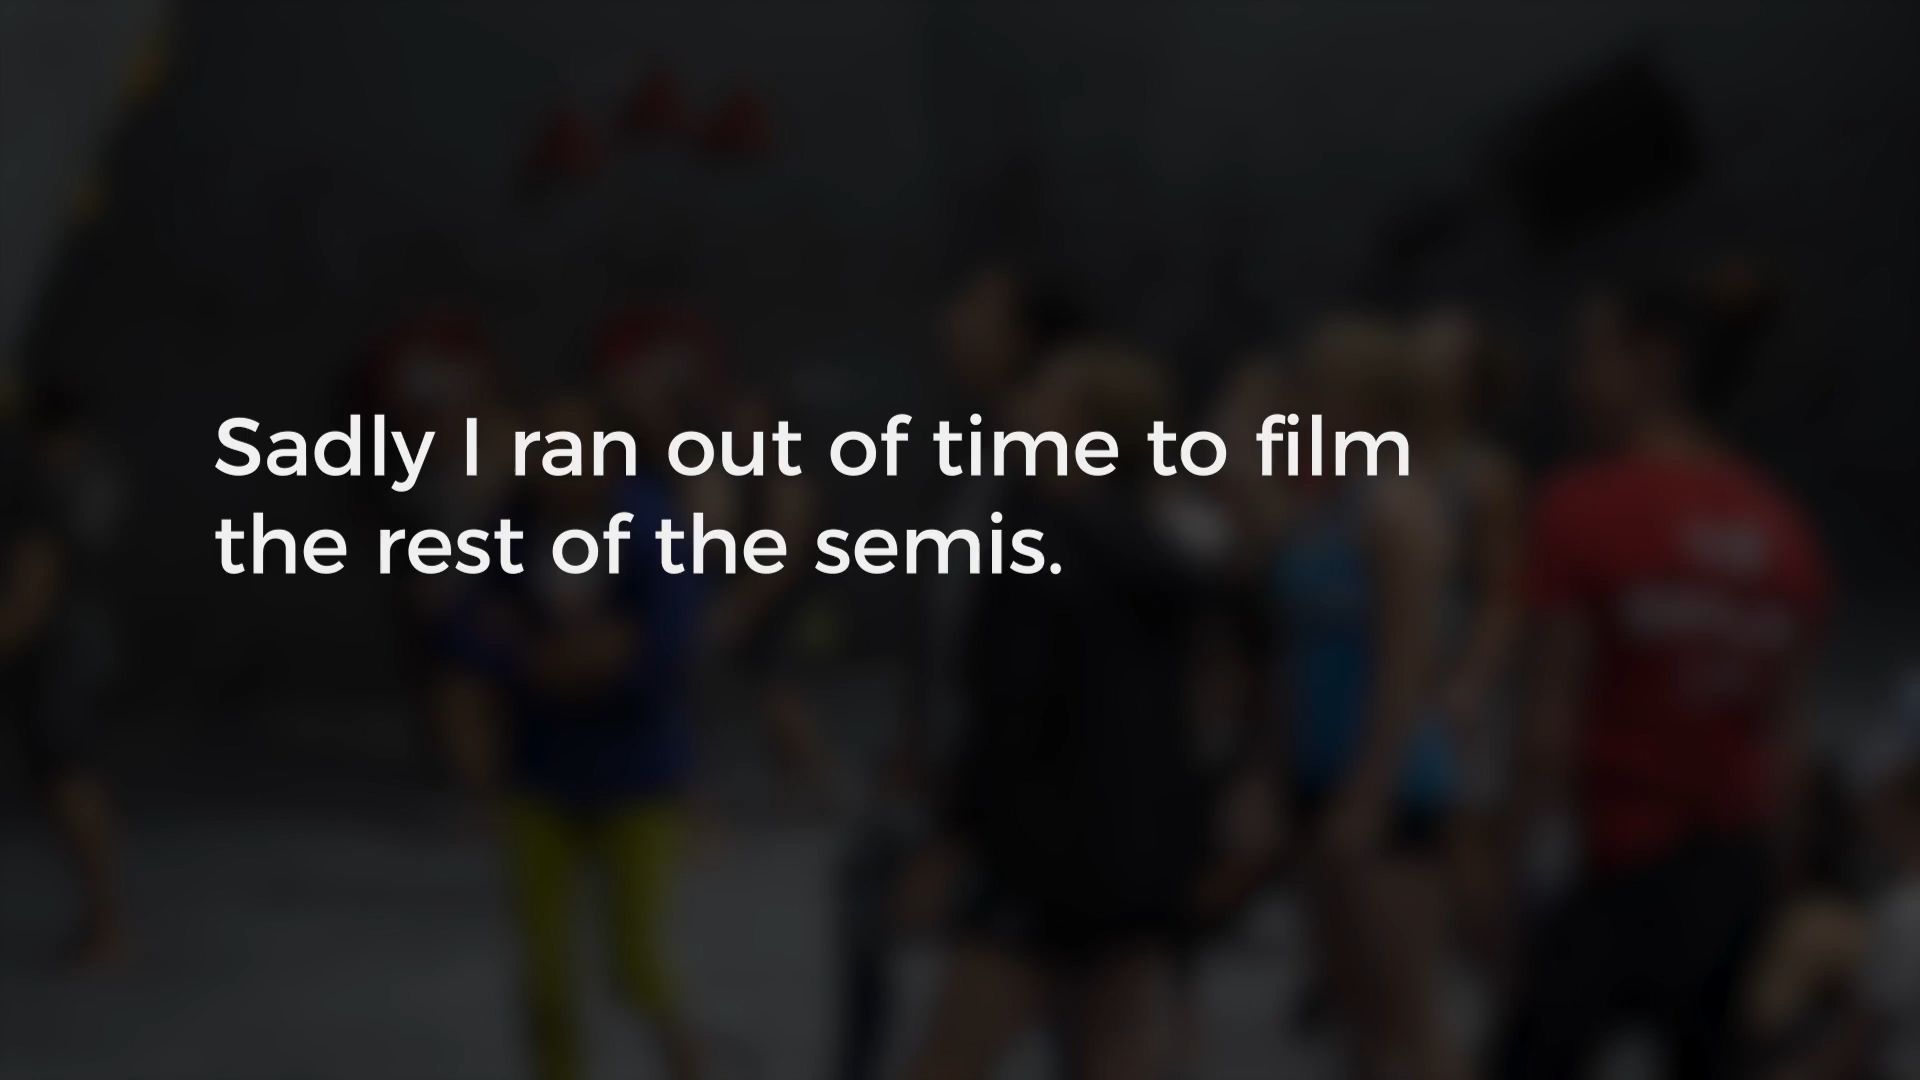 Sadly I ran out of time to film
the rest of the semis.